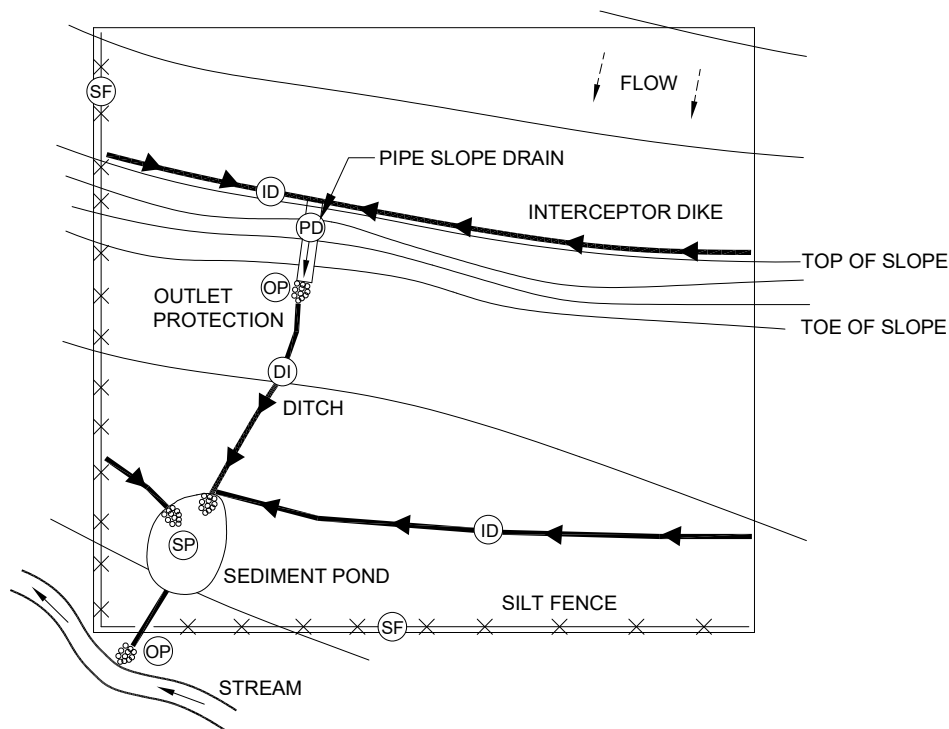 FLOW
SF
PIPE SLOPE DRAIN
ID
INTERCEPTOR DIKE
PD
TOP OF SLOPE
OP
OUTLET
PROTECTION
TOE OF SLOPE
DI
DITCH
ID
SP
SEDIMENT POND
SILT FENCE
SF
OP
STREAM